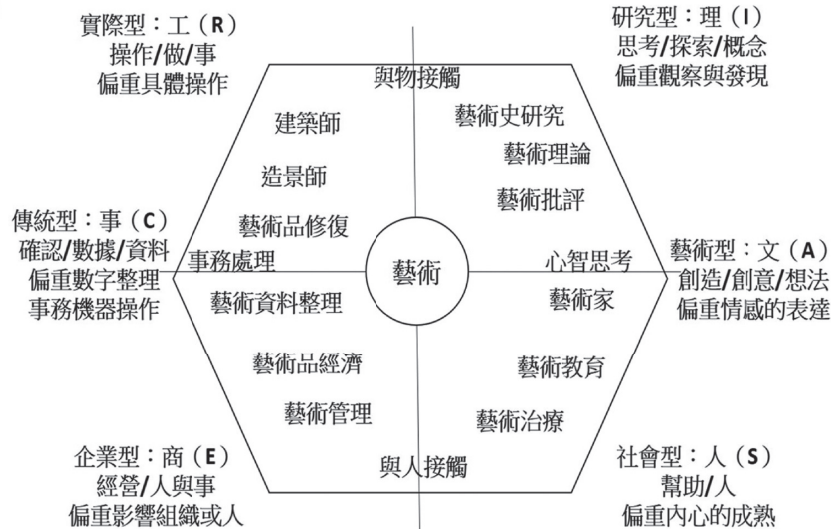 實際型：工（R）
操作/做/事
偏重具體操作
研究型：理（I）
思考/探索/概念
偏重觀察與發現
與物接觸
建築師
造景師
藝術品修復
藝術史研究
藝術理論
藝術批評
傳統型：事（C）
確認/數據/資料
偏重數字整理
事務機器操作
事務處理
藝術
心智思考
藝術型：文（A）
創造/創意/想法
偏重情感的表達
藝術資料整理
藝術品經濟
藝術管理
藝術家
藝術教育
藝術治療
與人接觸
企業型：商（E）
經營/人與事
偏重影響組織或人
社會型：人（S）
幫助/人
偏重內心的成熟